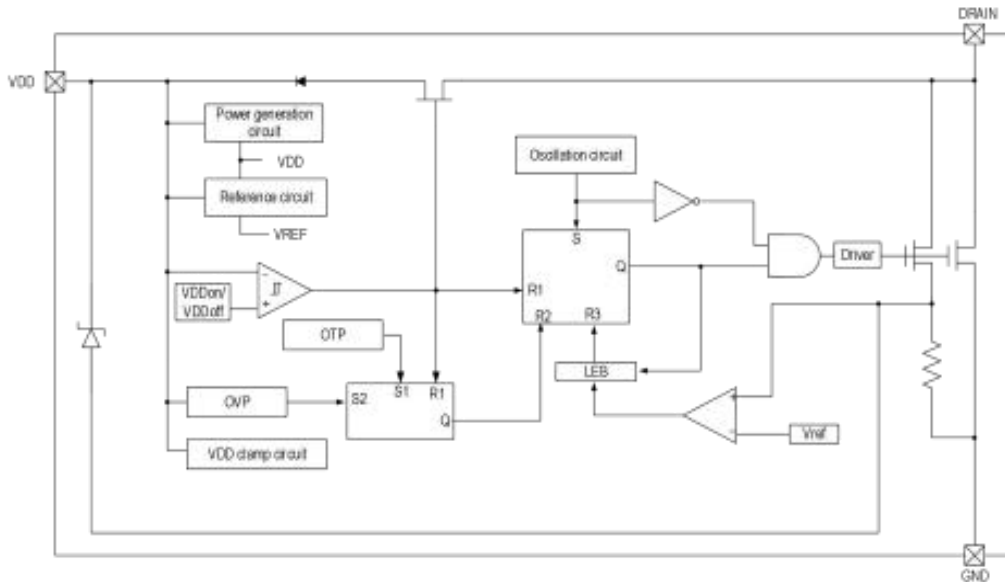 DRAIN
VDD
Power generation
circuit
VDD
Reference circuit
VREF
Oscillation circuit
S
Q
R1
R2
R3
Driver
VDDon/
VDDoff
OTP
LEB
S1
R1
S2
Q
OVP
Vref
VDD clamp circuit
GND